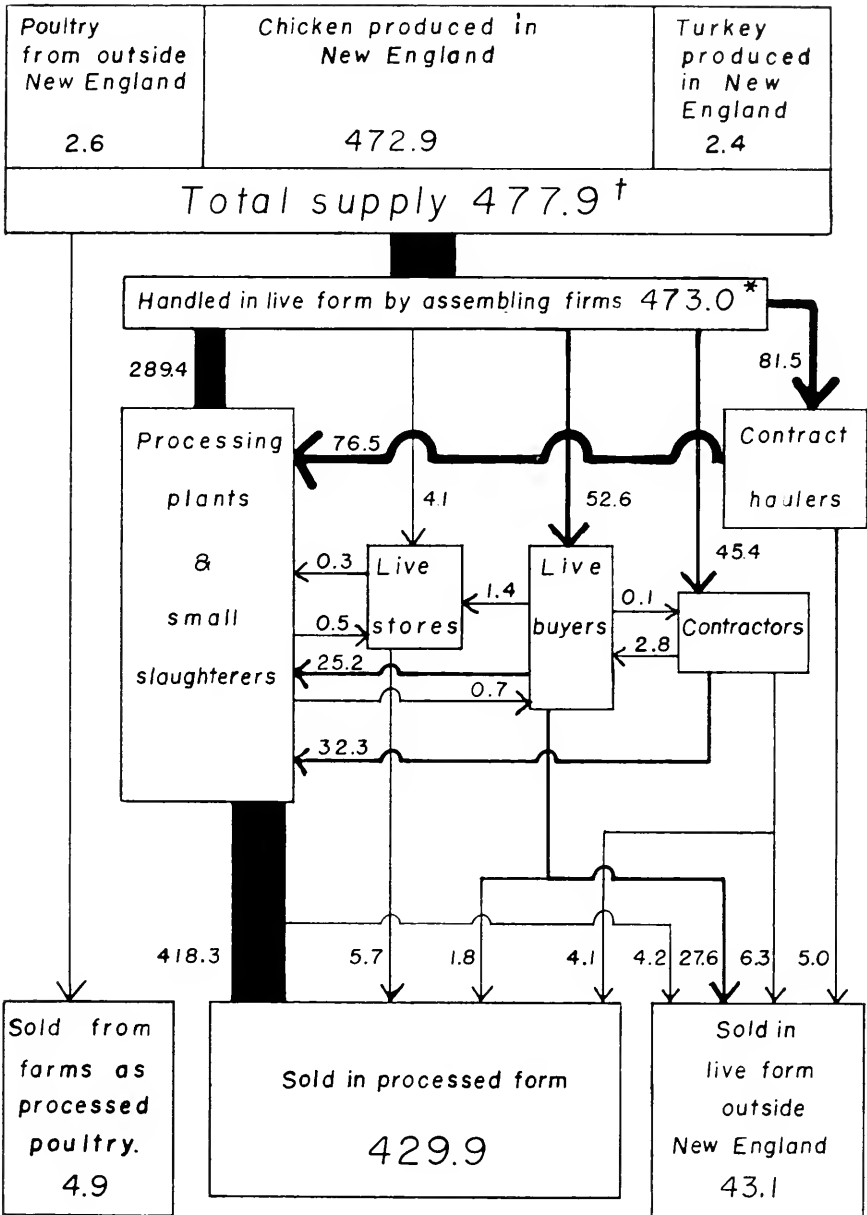 Poultry
from outside
New England
2.6
Chicken produced in
New England
472.9
Turkey
produced
in New
England
2.4
Total supply 477.9†
Handled in live form by assembling firms 473.0*
289.4
81.5
Processing
plants
&
small
slaughterers
76.5
Contract
haulers
4.1
52.6
45.4
0.3
Live
stores
1.4
Live
buyers
0.1
Contractors
0.5
2.8
25.2
0.7
32.3
418.3
5.7
1.8
4.1
4.2
27.6
6.3
5.0
Sold from
farms as
processed
poultry.
4.9
Sold in processed form
429.9
Sold in
live form
outside
New England
43.1